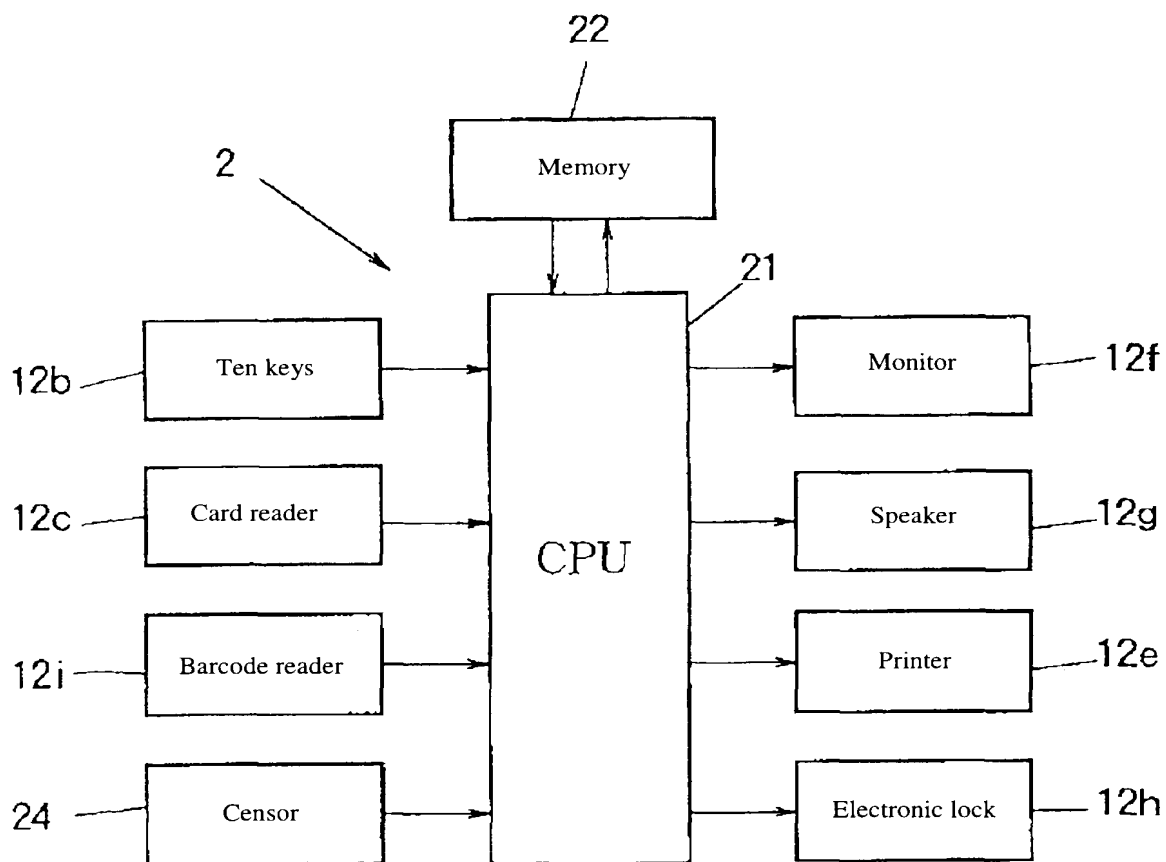 22
Memory
2
21
Ten keys
Monitor
12b
12f
Card reader
Speaker
12c
12g
CPU
Barcode reader
Printer
12i
12e
Censor
Electronic lock
24
12h